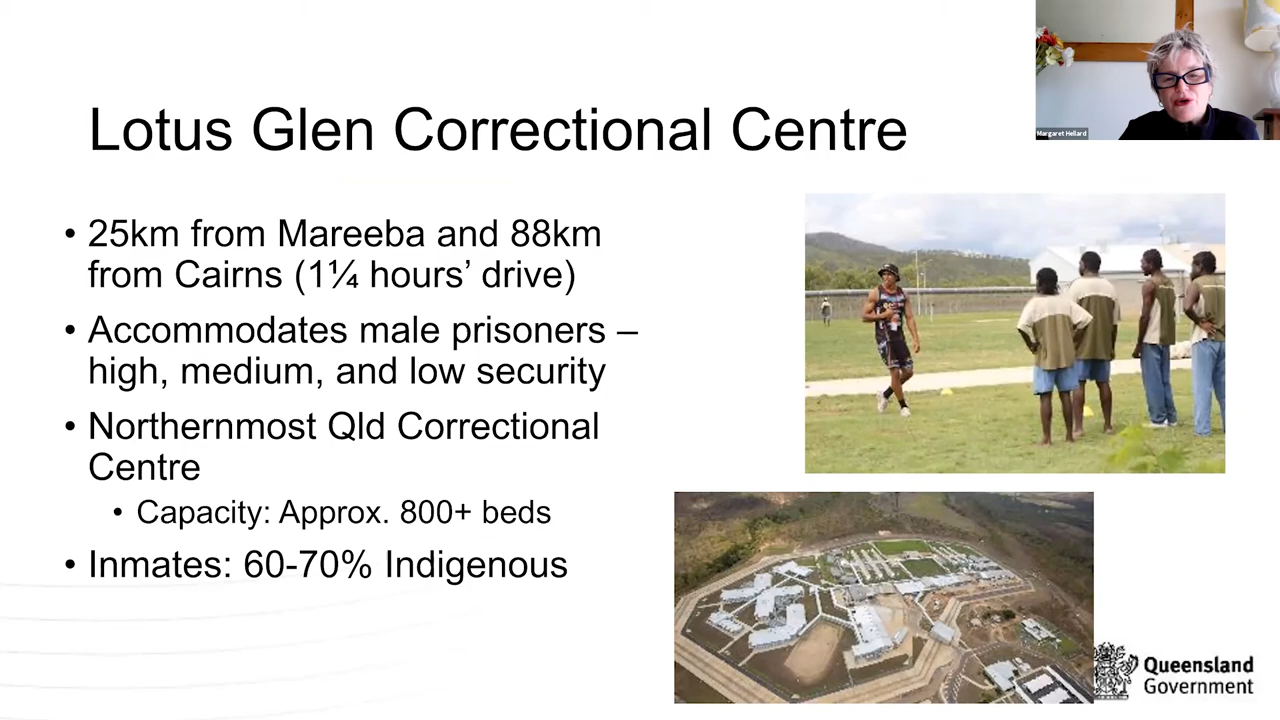 Lotus Glen Correctional Centre
Margaret Hellard
• 25km from Mareeba and 88km
from Cairns (1¼ hours’ drive)
• Accommodates male prisoners –
high, medium, and low security
• Northernmost Qld Correctional
Centre
• Capacity: Approx. 800+ beds
• Inmates: 60-70% Indigenous
Queensland
Government